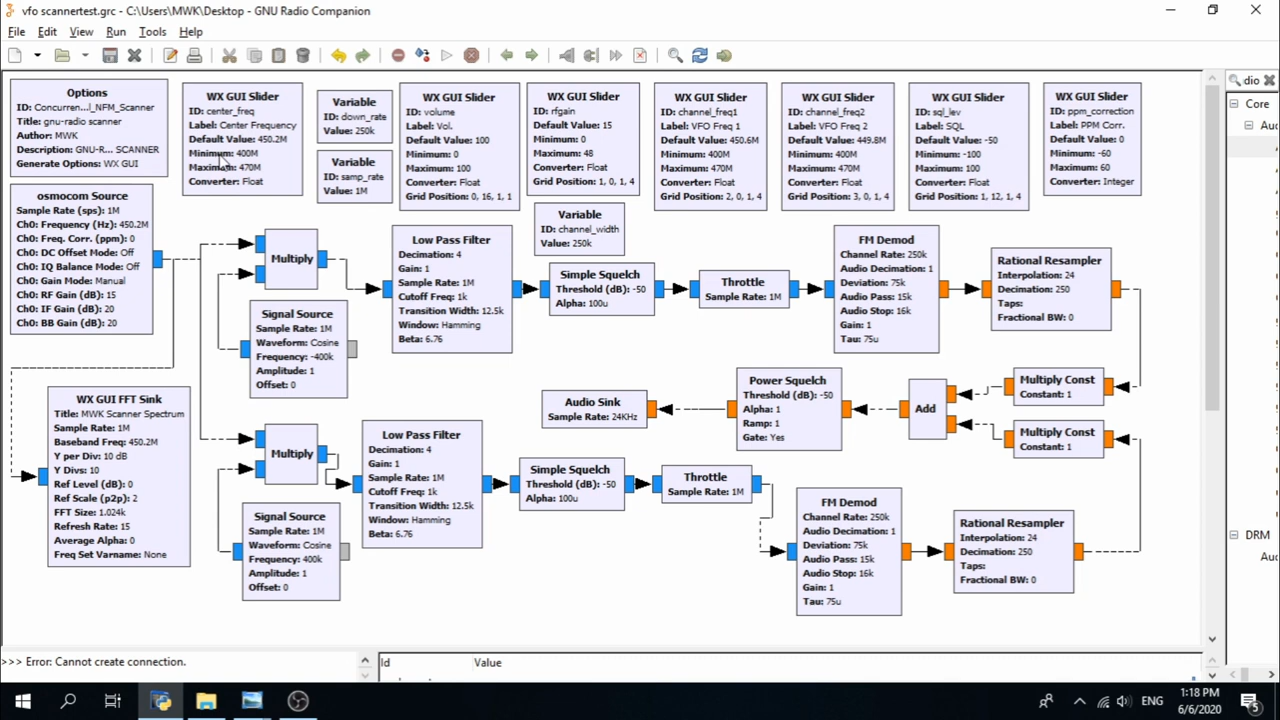 vfo scannertest.grc - C:\Users\MWK\Desktop - GNU Radio Companion
File Edit View Run Tools Help
Options
ID: Concurren...l_NFM_Scanner
Title: gnu-radio scanner
Author: MWK
Description: GNU-R... SCANNER
Generate Options: WX GUI
WX GUI Slider
ID: center_freq
Label: Center Frequency
Default Value: 450.2M
Minimum: 400M
Maximum: 470M
Converter: Float
Variable
ID: down_rate
Value: 250k
Variable
ID: samp_rate
Value: 1M
WX GUI Slider
ID: volume
Label: Vol.
Default Value: 100
Minimum: 0
Maximum: 100
Converter: Float
Grid Position: 0, 16, 1, 1
WX GUI Slider
ID: rfgain
Default Value: 15
Minimum: 0
Maximum: 48
Converter: Float
Grid Position: 1, 0, 1, 4
WX GUI Slider
ID: channel_freq1
Label: VFO Freq 1
Default Value: 450.6M
Minimum: 400M
Maximum: 470M
Converter: Float
Grid Position: 2, 0, 1, 4
WX GUI Slider
ID: channel_freq2
Label: VFO Freq 2
Default Value: 449.8M
Minimum: 400M
Maximum: 470M
Converter: Float
Grid Position: 3, 0, 1, 4
WX GUI Slider
ID: sql_lev
Label: SQL
Default Value: -50
Minimum: -100
Maximum: 100
Converter: Float
Grid Position: 1, 12, 1, 4
WX GUI Slider
ID: ppm_correction
Label: PPM Corr.
Default Value: 0
Minimum: -60
Maximum: 60
Converter: Integer
dio
Core
Au
DRM
Au
osmocom Source
Sample Rate (sps): 1M
Ch0: Frequency (Hz): 450.2M
Ch0: Freq. Corr. (ppm): 0
Ch0: DC Offset Mode: Off
Ch0: IQ Balance Mode: Off
Ch0: Gain Mode: Manual
Ch0: RF Gain (dB): 15
Ch0: IF Gain (dB): 20
Ch0: BB Gain (dB): 20
Variable
ID: channel_width
Value: 250k
Multiply
Signal Source
Sample Rate: 1M
Waveform: Cosine
Frequency: -400k
Amplitude: 1
Offset: 0
Low Pass Filter
Decimation: 4
Gain: 1
Sample Rate: 1M
Cutoff Freq: 1k
Transition Width: 12.5k
Window: Hamming
Beta: 6.76
Simple Squelch
Threshold (dB): -50
Alpha: 100u
Throttle
Sample Rate: 1M
FM Demod
Channel Rate: 250k
Audio Decimation: 1
Deviation: 75k
Audio Pass: 15k
Audio Stop: 16k
Gain: 1
Tau: 75u
Rational Resampler
Interpolation: 24
Decimation: 250
Taps:
Fractional BW: 0
WX GUI FFT Sink
Title: MWK Scanner Spectrum
Sample Rate: 1M
Baseband Freq: 450.2M
Y per Div: 10 dB
Y Divs: 10
Ref Level (dB): 0
Ref Scale (p2p): 2
FFT Size: 1.024k
Refresh Rate: 15
Average Alpha: 0
Freq Set Varname: None
Audio Sink
Sample Rate: 24KHz
Power Squelch
Threshold (dB): -50
Alpha: 1
Ramp: 1
Gate: Yes
Add
Multiply Const
Constant: 1
Multiply Const
Constant: 1
Multiply
Signal Source
Sample Rate: 1M
Waveform: Cosine
Frequency: 400k
Amplitude: 1
Offset: 0
Low Pass Filter
Decimation: 4
Gain: 1
Sample Rate: 1M
Cutoff Freq: 1k
Transition Width: 12.5k
Window: Hamming
Beta: 6.76
Simple Squelch
Threshold (dB): -50
Alpha: 100u
Throttle
Sample Rate: 1M
FM Demod
Channel Rate: 250k
Audio Decimation: 1
Deviation: 75k
Audio Pass: 15k
Audio Stop: 16k
Gain: 1
Tau: 75u
Rational Resampler
Interpolation: 24
Decimation: 250
Taps:
Fractional BW: 0
>>> Error: Cannot create connection.
Id Value
ENG
1:18 PM
6/6/2020
5